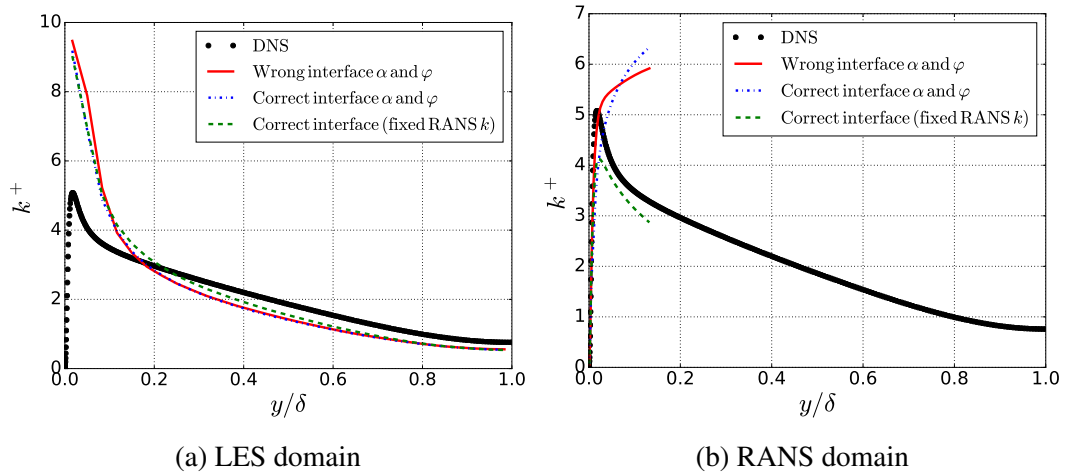 10
8
6
4
2
0
0.0
0.2
0.4
0.6
0.8
1.0
k+
y/δ
DNS
Wrong interface α and φ
Correct interface α and φ
Correct interface (fixed RANS k)
(a) LES domain
7
6
5
4
3
2
1
0
0.0
0.2
0.4
0.6
0.8
1.0
k+
y/δ
DNS
Wrong interface α and φ
Correct interface α and φ
Correct interface (fixed RANS k)
(b) RANS domain